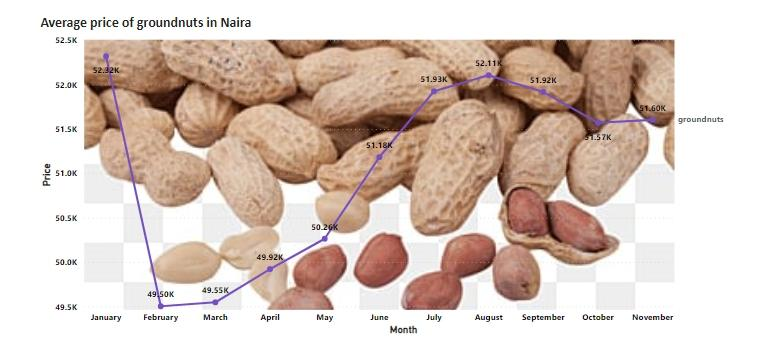 Average price of groundnuts in Naira
52.5K
52.0K
51.5K
51.0K
50.5K
50.0K
49.5K
Price
52.32K
49.50K
49.55K
49.92K
50.26K
51.18K
51.93K
52.11K
51.92K
51.57K
51.60K
groundnuts
January February March April May June July August September October November
Month